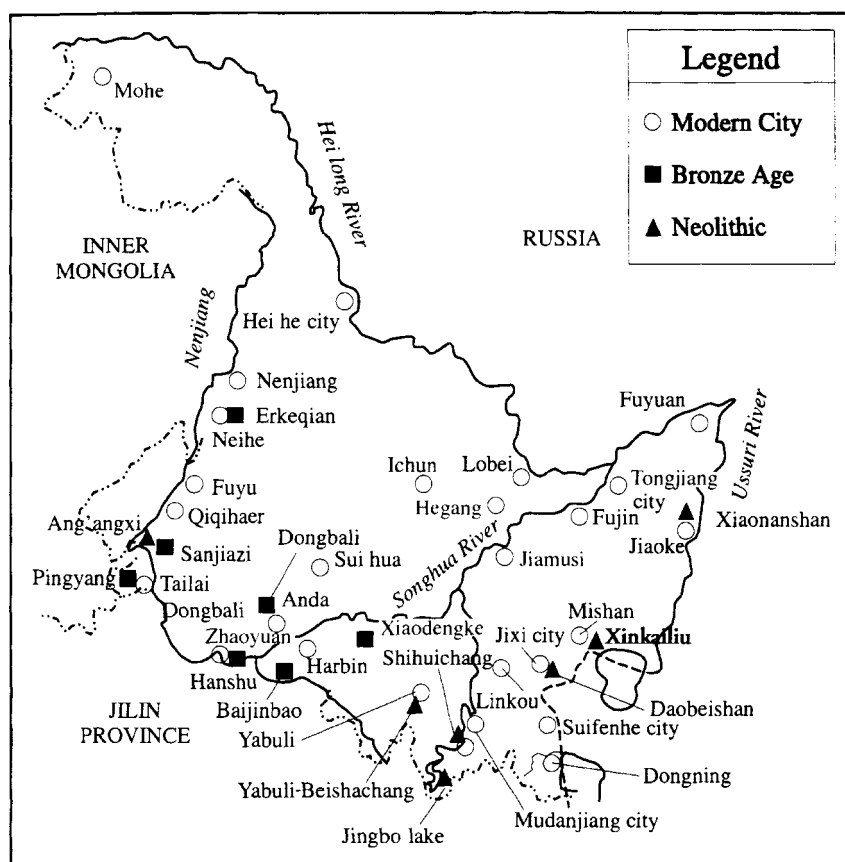 Legend
Modern City
Bronze Age
Neolithic
Mohe
Hei long River
INNER
MONGOLIA
RUSSIA
Nenjiang
Hei he city
Nenjiang
Erkeqian
Neihe
Fuyuan
Ussuri River
Ichun
Lobei
Fuyu
Hegang
Tongjiang
city
Qiqihaer
Fujin
Xiaonanshan
Jiaoke
Ang angxi
Sanjiazi
Dongbali
Sui hua
Songhua River
Jiamusi
Pingyang
Tailai
Dongbali
Anda
Mishan
Zhaoyuan
Xiaodengke
Jixi city
Xinkailiu
Harbin
Shihuichang
Hanshu
Baijinbao
Linkou
Daobeishan
JILIN
PROVINCE
Yabuli
Suifenhe city
Yabuli-Beishachang
Dongning
Jingbo lake
Mudanjiang city